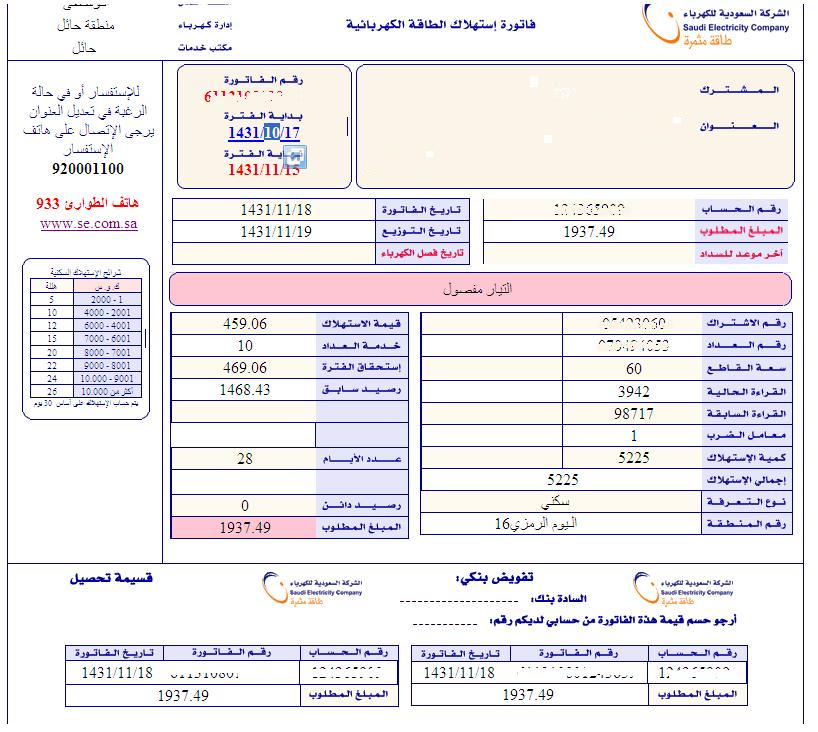 منطقة حائل
حائل
إدارة كهرباء
مكتب خدمات
فاتورة إستهلاك الطاقة الكهربائية
الشركة السعودية للكهرباء
Saudi Electricity Company
طاقة مثمرة
المشترك
العنوان
رقم الفاتورة
بداية الفترة
1431/10/17
نهاية الفترة
1431/11/15
للإستفسار أو في حالة
الرغبة في تعديل العنوان
يرجى الإتصال على هاتف
الإستفسار
920001100
هاتف الطوارئ 933
www.se.com.sa
رقم الحساب
المبلغ المطلوب 1937.49
آخر موعد للسداد
تاريخ الفاتورة 1431/11/18
تاريخ التوزيع 1431/11/19
تاريخ فصل الكهرباء
التيار مفصول
شرائح الإستهلاك السكنية
ك.و.س هللة
1 - 2000 5
2001 - 4000 10
4001 - 6000 12
6001 - 7000 15
7001 - 8000 20
8001 - 9000 22
9001 - 10.000 24
أكثر من 10.000 26
يتم حساب الإستهلاك على أساس 30 يوم
رقم الاشتراك
رقم العداد
سعة القاطع 60
القراءة الحالية 3942
القراءة السابقة 98717
معامل الضرب 1
كمية الإستهلاك 5225
إجمالي الإستهلاك 5225
نوع التعرفة سكني
رقم المنطقة اليوم الرمزي16
قيمة الاستهلاك 459.06
خدمة العداد 10
إستحقاق الفترة 469.06
رصيد سابق 1468.43
عدد الأيام 28
رصيد دائن 0
المبلغ المطلوب 1937.49
الشركة السعودية للكهرباء
Saudi Electricity Company
طاقة مثمرة
تفويض بنكي:
السادة بنك:
أرجو حسم قيمة هذة الفاتورة من حسابي لديكم رقم:
رقم الحساب رقم الفاتورة تاريخ الفاتورة
1431/11/18
المبلغ المطلوب 1937.49
الشركة السعودية للكهرباء
Saudi Electricity Company
طاقة مثمرة
قسيمة تحصيل
رقم الحساب رقم الفاتورة تاريخ الفاتورة
1431/11/18
المبلغ المطلوب 1937.49